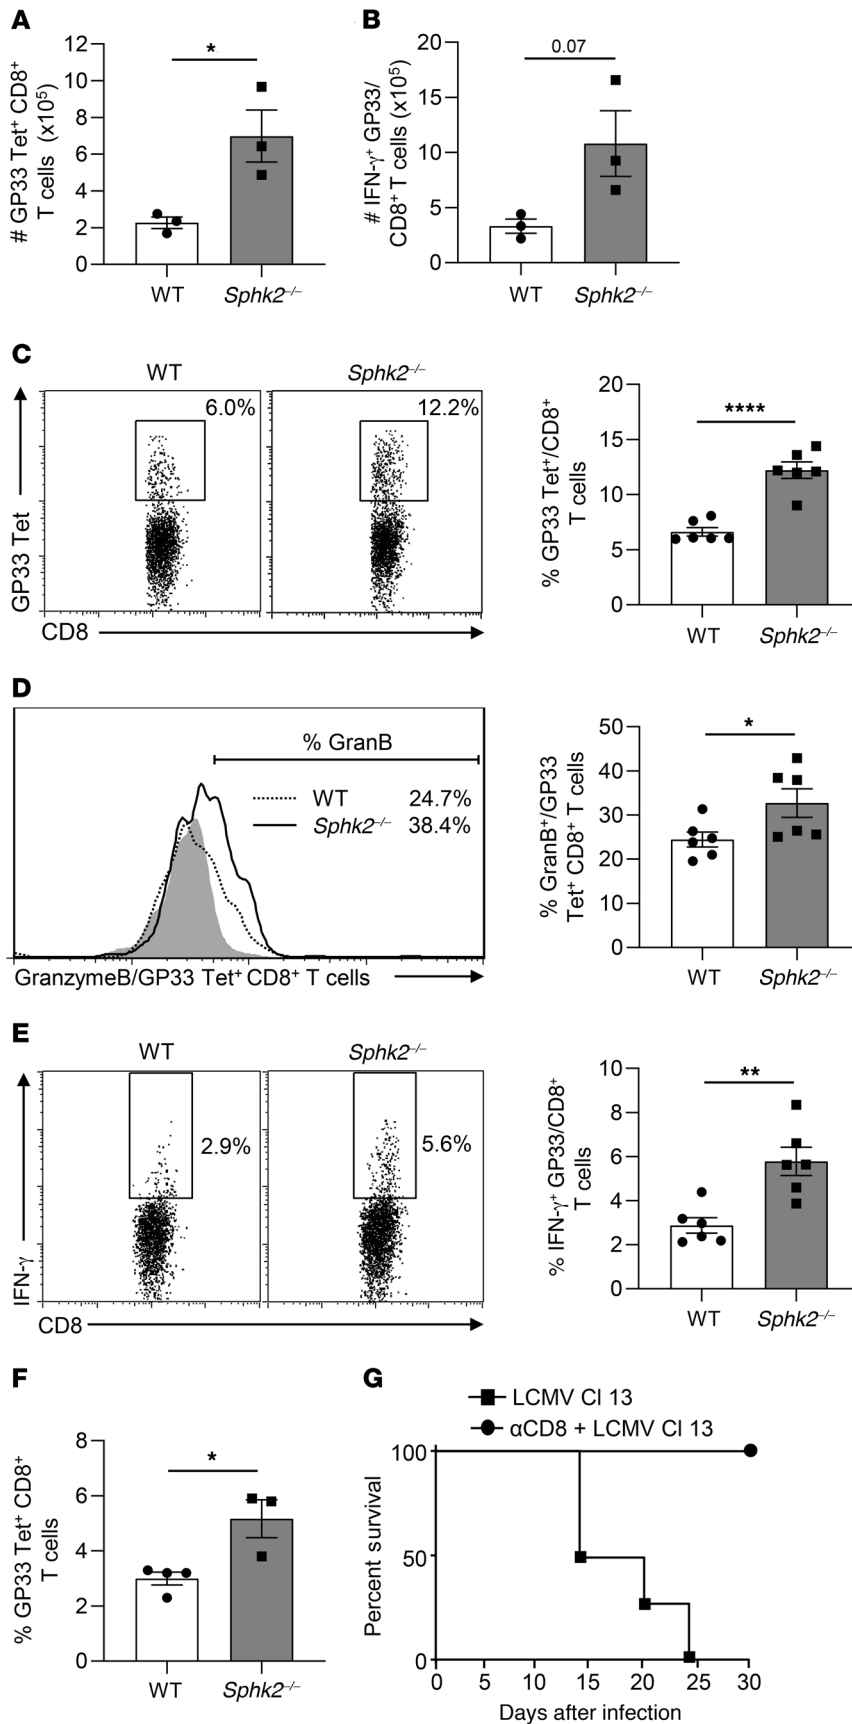 A
# GP33 Tet⁺ CD8⁺
T cells (x10⁵)
12
10
8
6
4
2
0
*
WT
Sphk2⁻/⁻
B
# IFN-γ⁺ GP33/
CD8⁺ T cells (x10⁵)
20
15
10
5
0
0.07
WT
Sphk2⁻/⁻
C
WT
Sphk2⁻/⁻
6.0%
12.2%
GP33 Tet
CD8
% GP33 Tet⁺/CD8⁺
T cells
20
15
10
5
0
****
WT
Sphk2⁻/⁻
D
% GranB
WT 24.7%
Sphk2⁻/⁻ 38.4%
GranzymeB/GP33 Tet⁺ CD8⁺ T cells
% GranB⁺/GP33
Tet⁺ CD8⁺ T cells
50
40
30
20
10
0
*
WT
Sphk2⁻/⁻
E
WT
Sphk2⁻/⁻
2.9%
5.6%
IFN-γ
CD8
% IFN-γ⁺ GP33/CD8⁺
T cells
10
8
6
4
2
0
**
WT
Sphk2⁻/⁻
F
% GP33 Tet⁺ CD8⁺
T cells
8
6
4
2
0
*
WT
Sphk2⁻/⁻
G
LCMV Cl 13
αCD8 + LCMV Cl 13
Percent survival
100
50
0
0 5 10 15 20 25 30
Days after infection